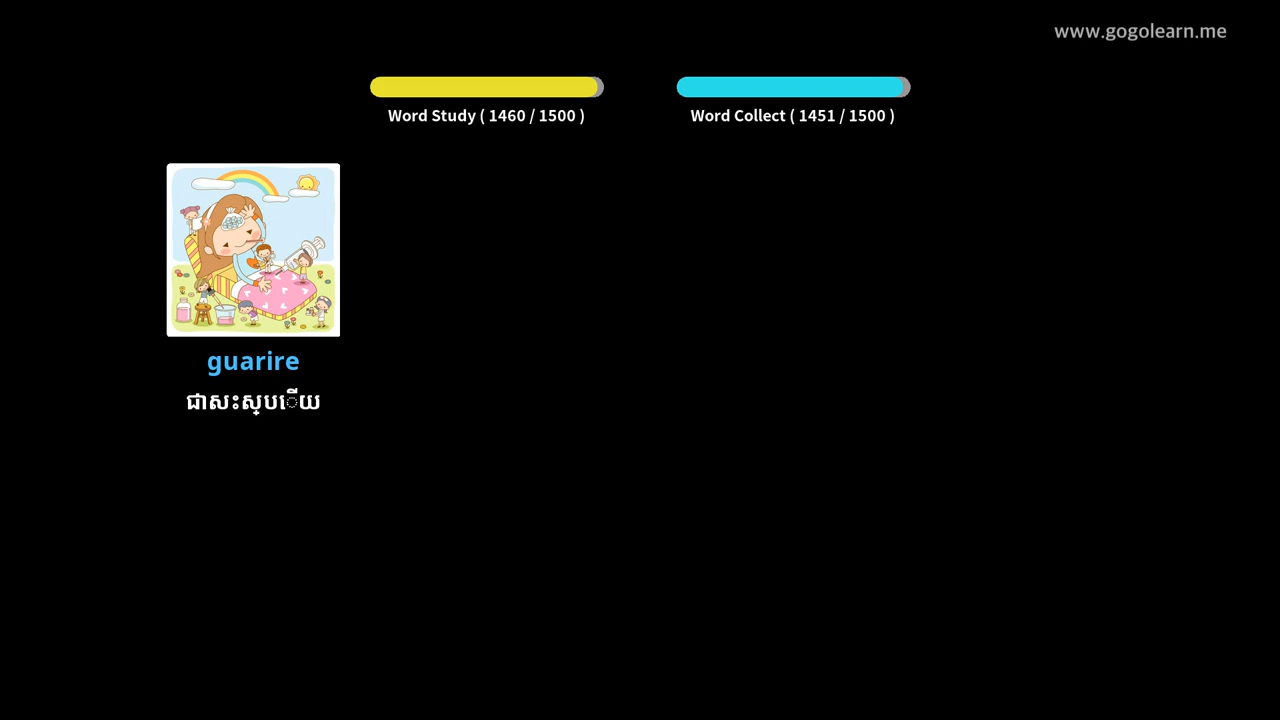 www.gogolearn.me
Word Study ( 1460 / 1500 )
Word Collect ( 1451 / 1500 )
guarire
ជាសះស្បើយ